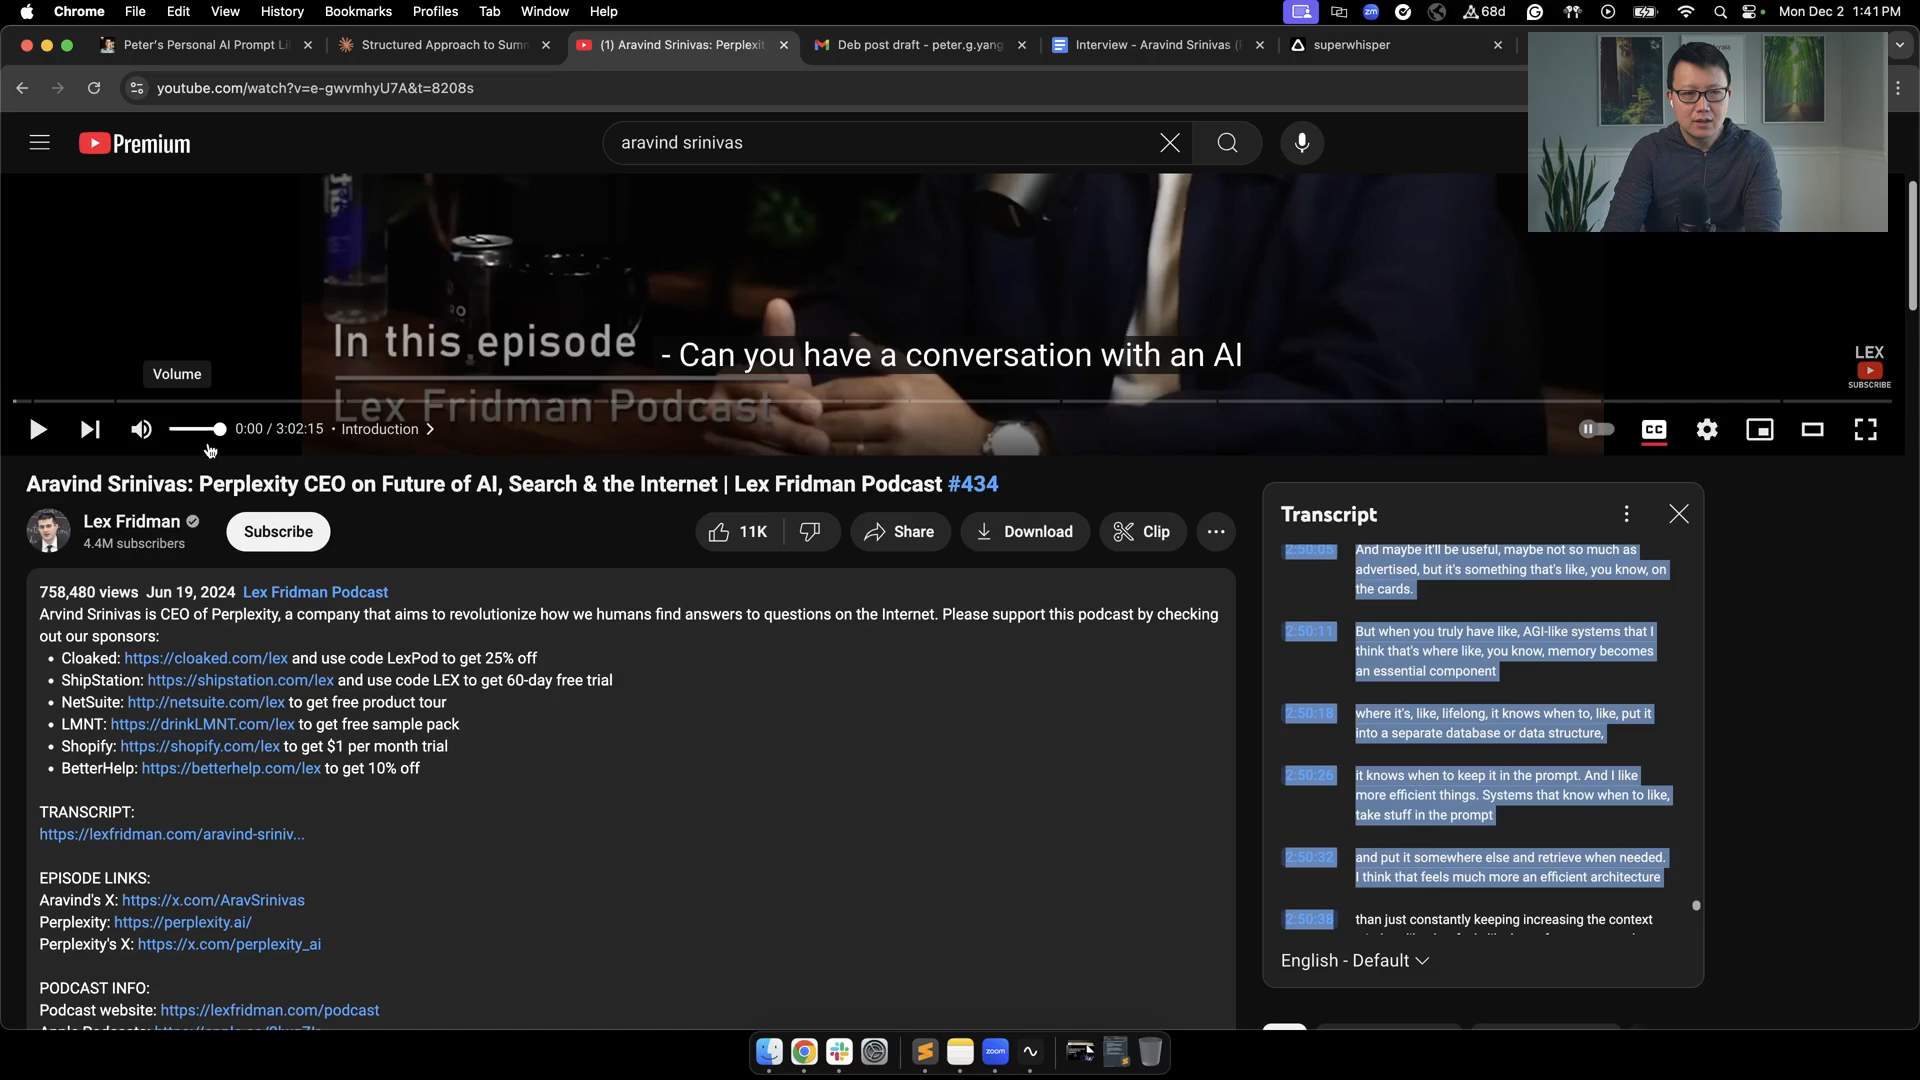 Chrome File Edit View History Bookmarks Profiles Tab Window Help
zm 68d Mon Dec 2 1:41 PM
Peter's Personal AI Prompt Li
Structured Approach to Sum
(1) Aravind Srinivas: Perplexit
Deb post draft - peter.g.yang
Interview - Aravind Srinivas (
superwhisper
youtube.com/watch?v=e-gwvmhyU7A&t=8208s
Premium
aravind srinivas
In this episode
- Can you have a conversation with an AI
Lex Fridman Podcast
LEX
SUBSCRIBE
Volume
0:00 / 3:02:15 • Introduction
CC
Aravind Srinivas: Perplexity CEO on Future of AI, Search & the Internet | Lex Fridman Podcast #434
Lex Fridman
4.4M subscribers
Subscribe
11K
Share
Download
Clip
758,480 views Jun 19, 2024 Lex Fridman Podcast
Arvind Srinivas is CEO of Perplexity, a company that aims to revolutionize how we humans find answers to questions on the Internet. Please support this podcast by checking
out our sponsors:
• Cloaked: https://cloaked.com/lex and use code LexPod to get 25% off
• ShipStation: https://shipstation.com/lex and use code LEX to get 60-day free trial
• NetSuite: http://netsuite.com/lex to get free product tour
• LMNT: https://drinkLMNT.com/lex to get free sample pack
• Shopify: https://shopify.com/lex to get $1 per month trial
• BetterHelp: https://betterhelp.com/lex to get 10% off
TRANSCRIPT:
https://lexfridman.com/aravind-sriniv...
EPISODE LINKS:
Aravind's X: https://x.com/AravSrinivas
Perplexity: https://perplexity.ai/
Perplexity's X: https://x.com/perplexity_ai
PODCAST INFO:
Podcast website: https://lexfridman.com/podcast
Transcript
2:50:05 And maybe it'll be useful, maybe not so much as
advertised, but it's something that's like, you know, on
the cards.
2:50:11 But when you truly have like, AGI-like systems that I
think that's where like, you know, memory becomes
an essential component
2:50:18 where it's, like, lifelong, it knows when to, like, put it
into a separate database or data structure,
2:50:26 it knows when to keep it in the prompt. And I like
more efficient things. Systems that know when to like,
take stuff in the prompt
2:50:32 and put it somewhere else and retrieve when needed.
I think that feels much more an efficient architecture
2:50:38 than just constantly keeping increasing the context
English - Default
zoom